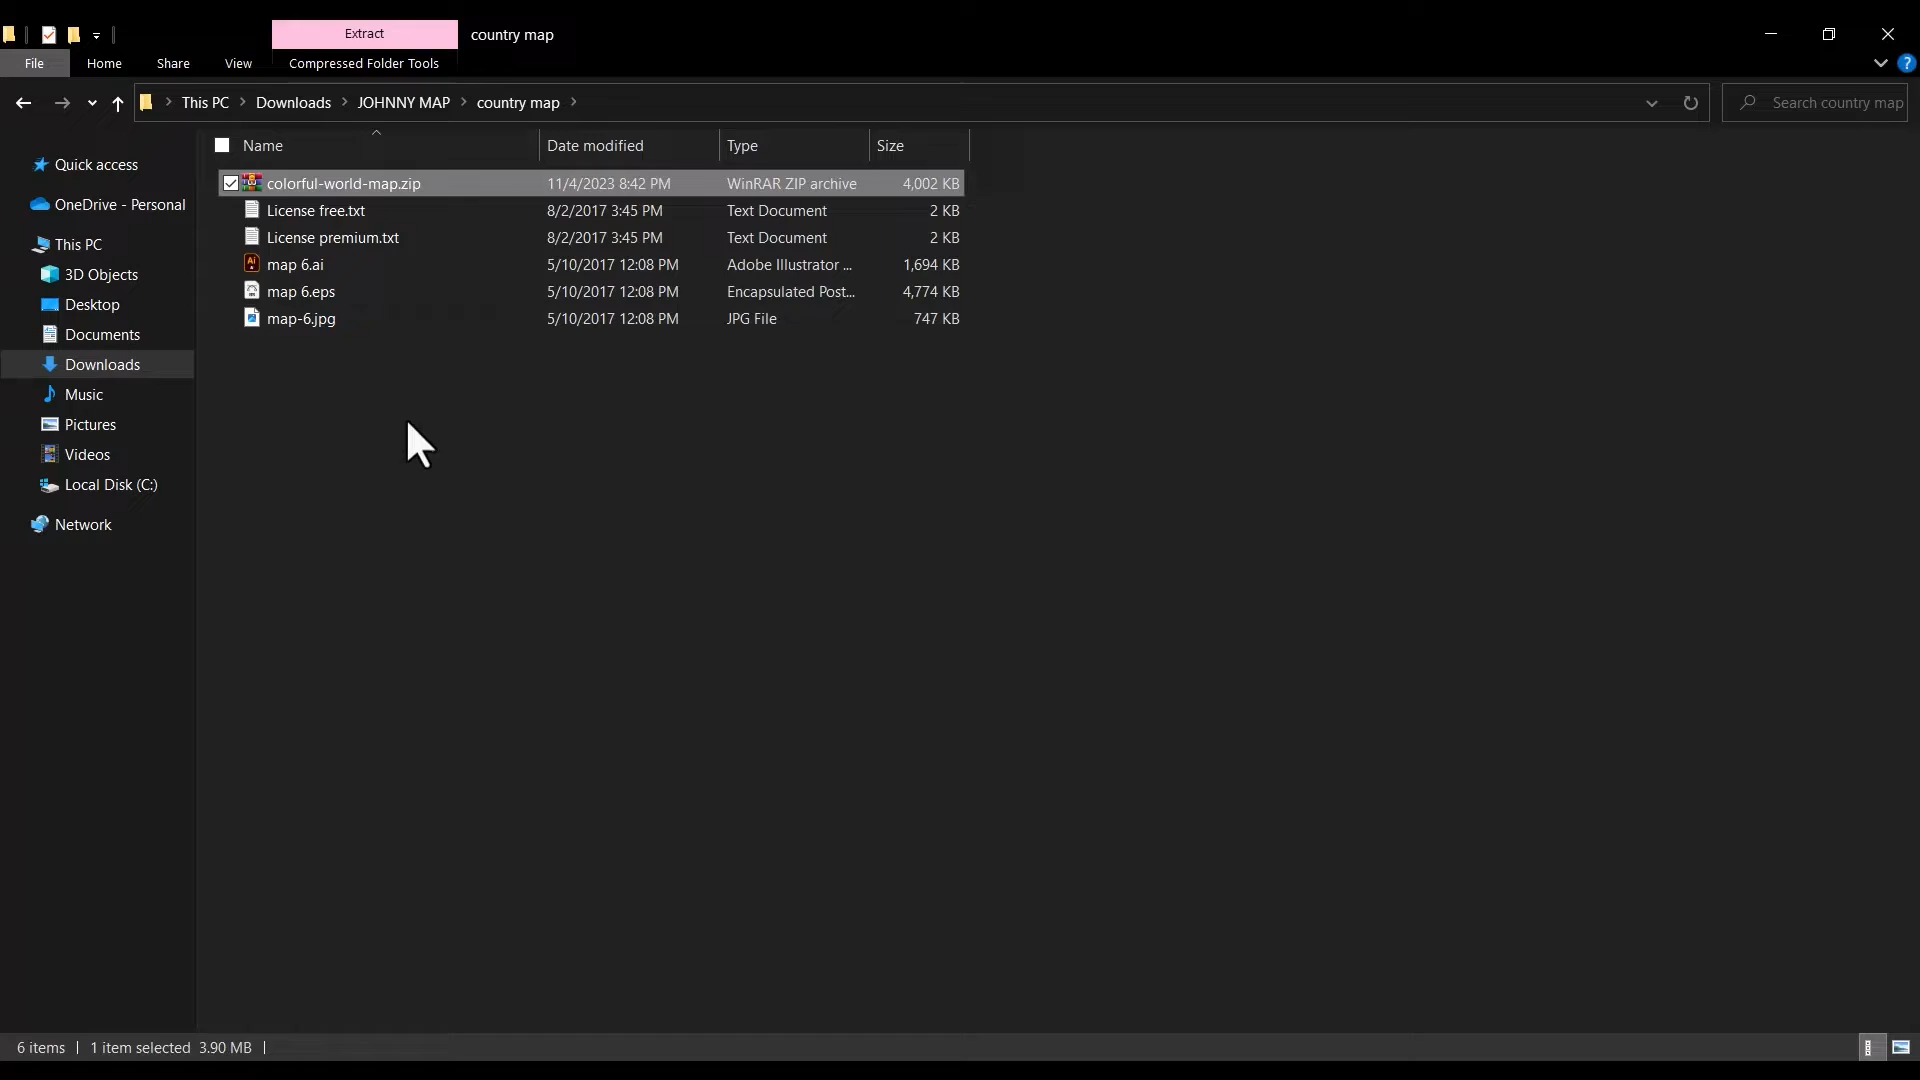 Extract
country map
File
Home
Share
View
Compressed Folder Tools
This PC
Downloads
JOHNNY MAP
country map
Search country map
Name
Date modified
Type
Size
colorful-world-map.zip 11/4/2023 8:42 PM WinRAR ZIP archive 4,002 KB
License free.txt 8/2/2017 3:45 PM Text Document 2 KB
License premium.txt 8/2/2017 3:45 PM Text Document 2 KB
map 6.ai 5/10/2017 12:08 PM Adobe Illustrator ... 1,694 KB
map 6.eps 5/10/2017 12:08 PM Encapsulated Post... 4,774 KB
map-6.jpg 5/10/2017 12:08 PM JPG File 747 KB
Quick access
OneDrive - Personal
This PC
3D Objects
Desktop
Documents
Downloads
Music
Pictures
Videos
Local Disk (C:)
Network
6 items
1 item selected 3.90 MB